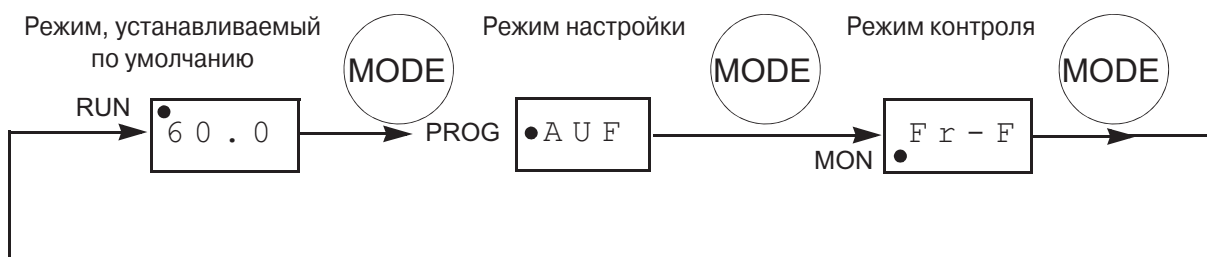 Режим, устанавливаемый
по умолчанию
Режим настройки
Режим контроля
MODE
MODE
MODE
RUN
60.0
PROG
AUF
MON
Fr-F